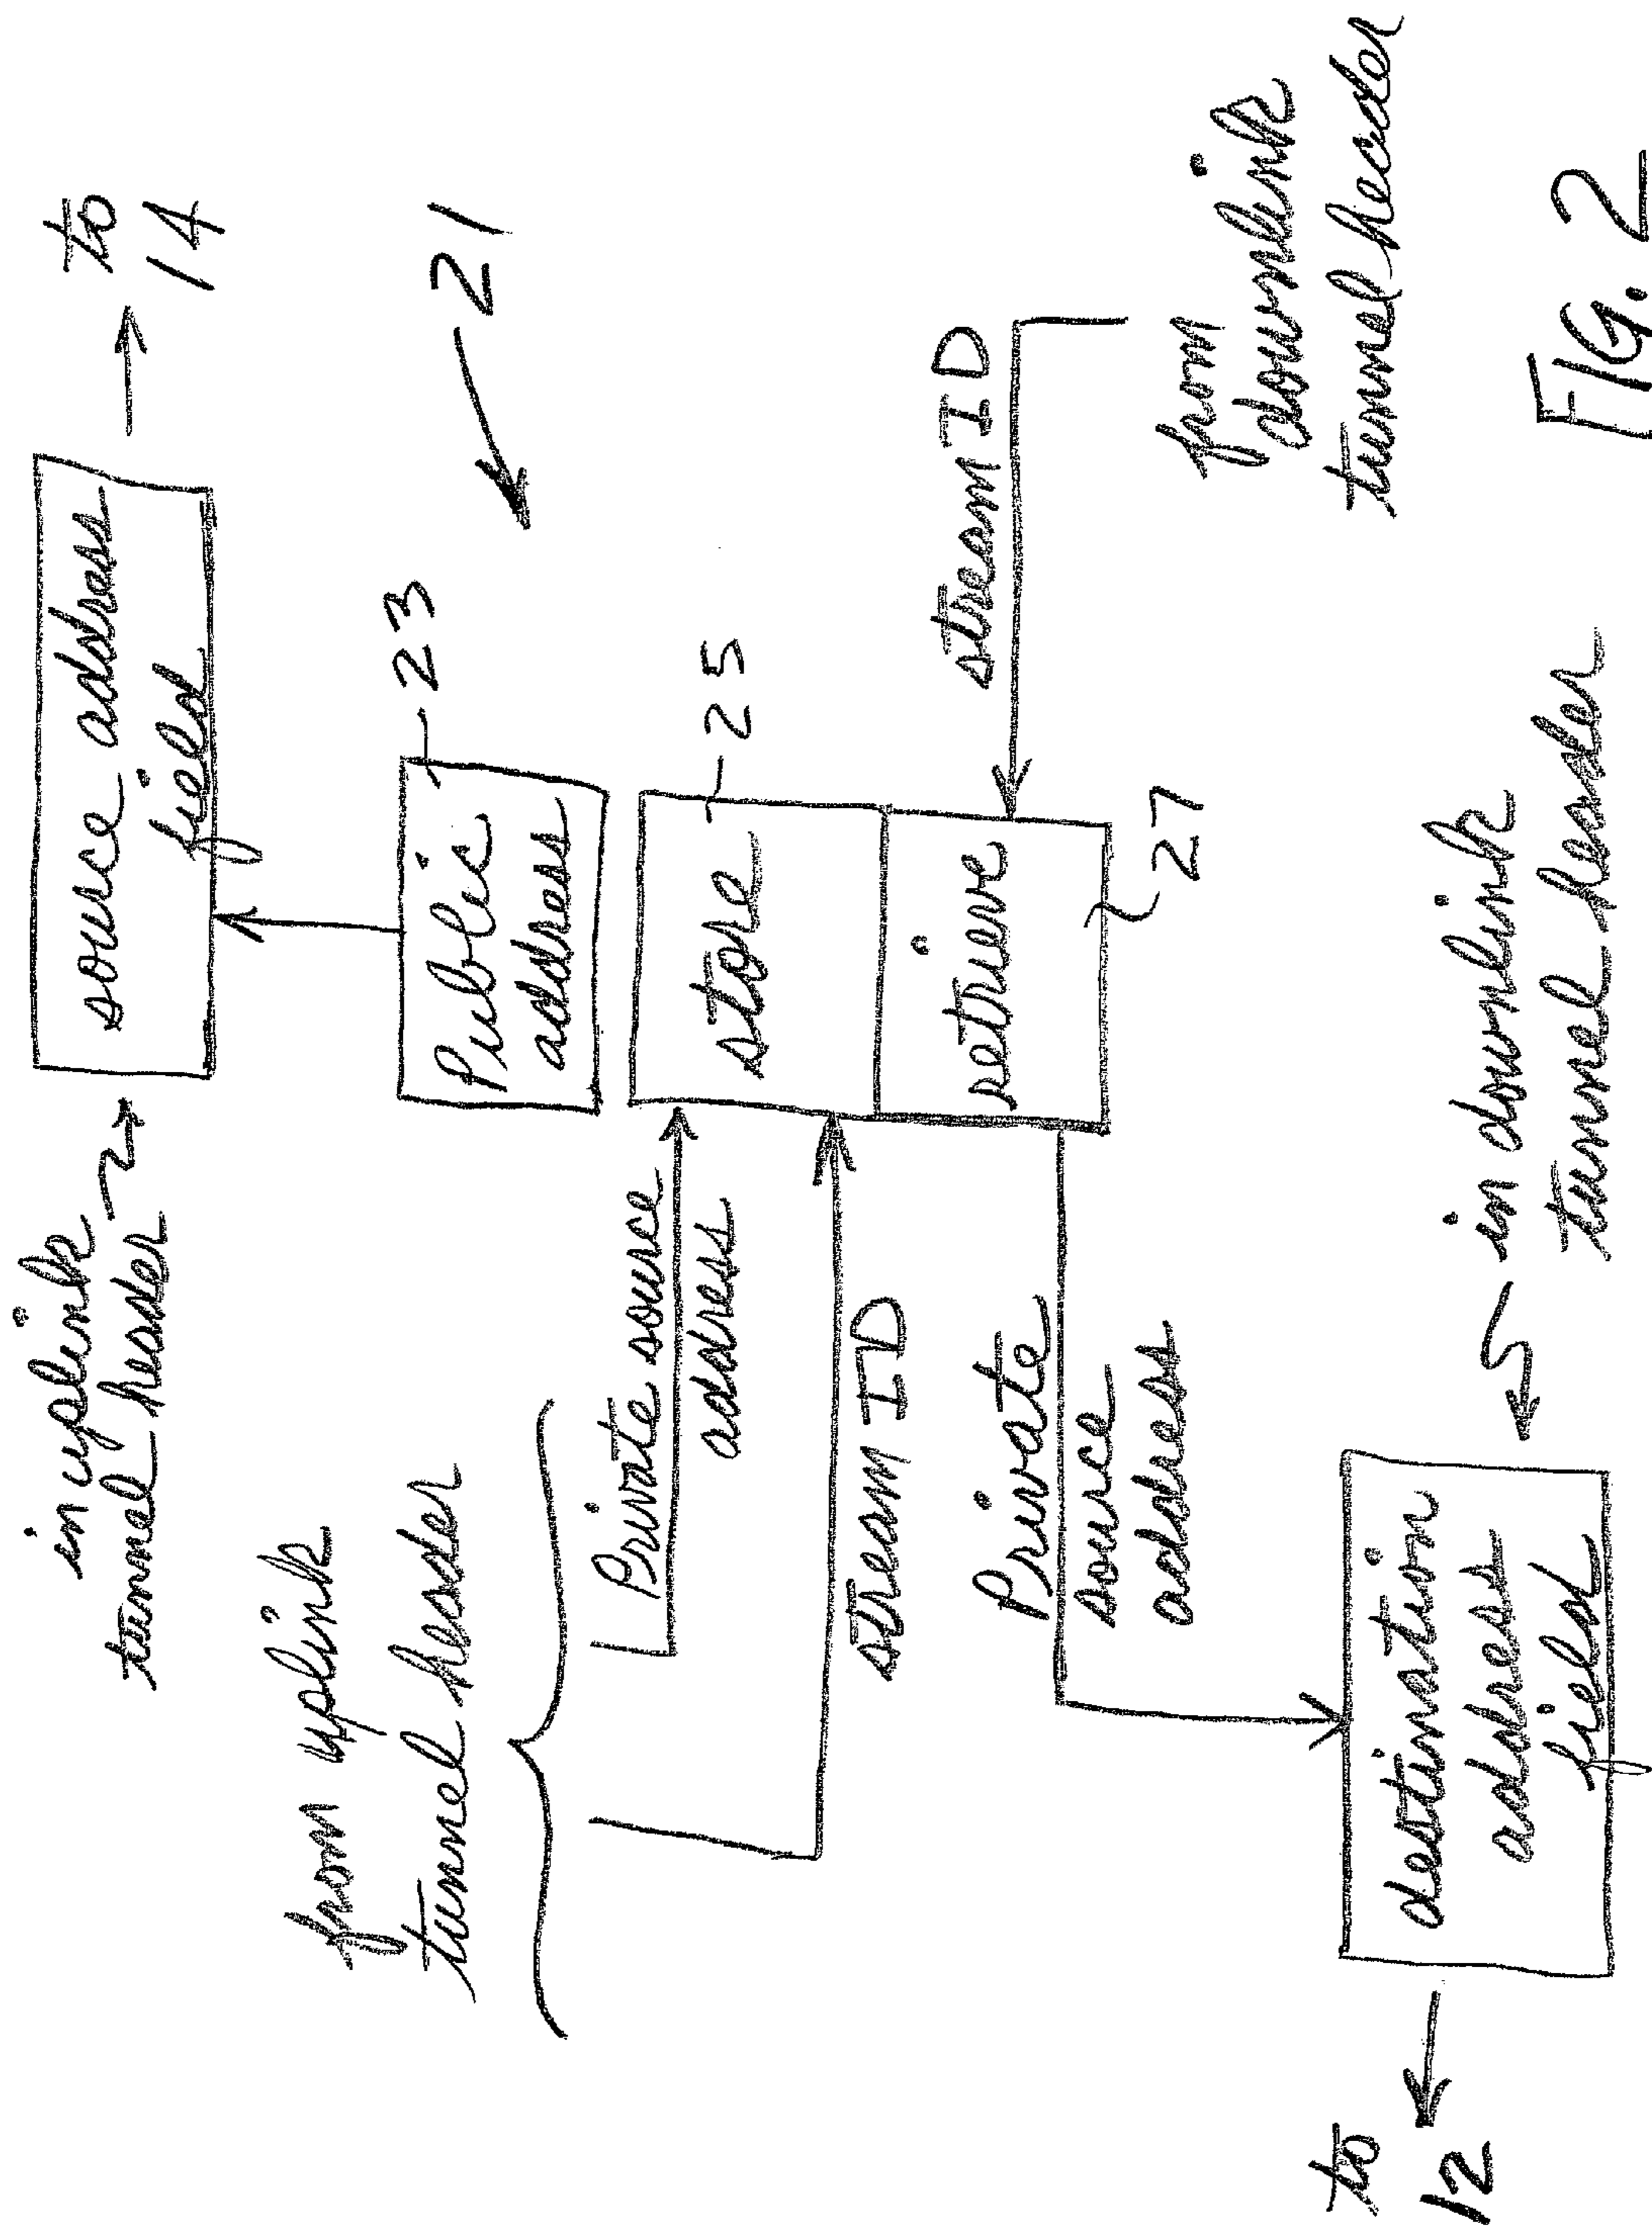 in uplink
tunnel header
source address
field
to
14
from uplink
tunnel header
Public
address
23
21
Private source
address
stream ID
store
25
retrieve
27
stream ID
from
downlink
tunnel header
Private
source
address
destination
address
field
in downlink
tunnel header
to
12
FIG. 2